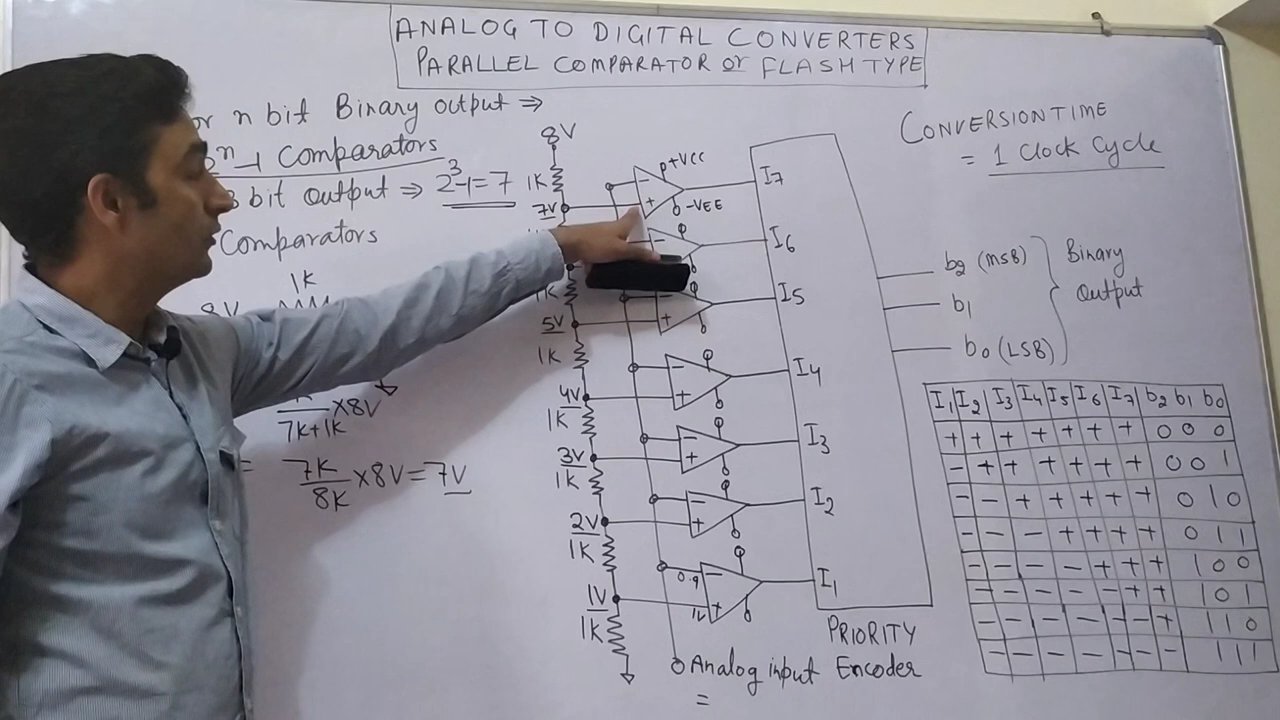 ANALOG TO DIGITAL CONVERTERS
PARALLEL COMPARATOR or FLASH TYPE
n bit Binary output ⇒
2ⁿ-1 Comparators
3 bit Output ⇒ 2³-1=7
Comparators
1K
8V
×8V
7K+1K
= 7K/8K ×8V=7V
8V
1K
7V
1K
5V
1K
4V
1K
3V
1K
2V
1K
1V
1K
+VCC
-VEE
- +
-
+
- +
- +
- +
0.9 -
1V +
I7
I6
I5
I4
I3
I2
I1
PRIORITY
Encoder
Analog input
=
CONVERSION TIME
= 1 Clock Cycle
b2 (MSB)
b1
b0 (LSB)
Binary
Output
I1 I2 I3 I4 I5 I6 I7 b2 b1 b0
+ + + + + + + 0 0 0
- + + + + + + 0 0 1
- - + + + + + 0 1 0
- - - + + + + 0 1 1
- - - - + + + 1 0 0
- - - - - + + 1 0 1
- - - - - - + 1 1 0
- - - - - - - 1 1 1